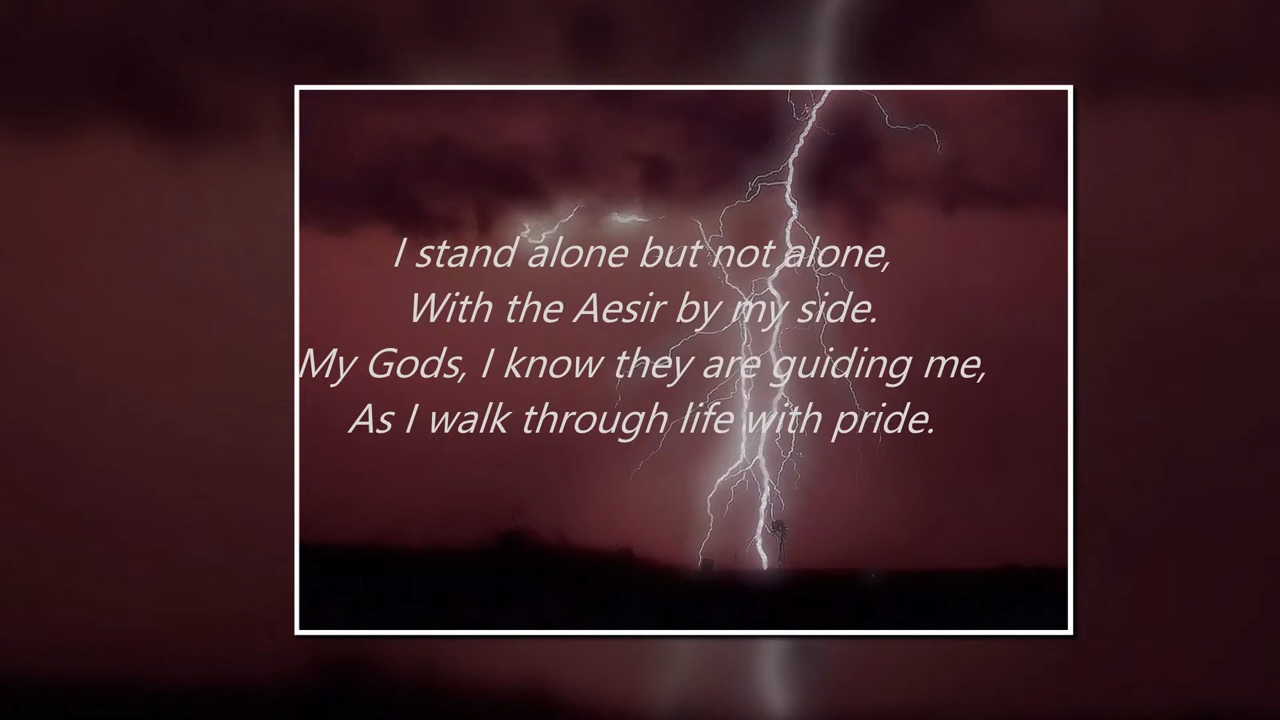 I stand alone but not alone,
With the Aesir by my side.
My Gods, I know they are guiding me,
As I walk through life with pride.